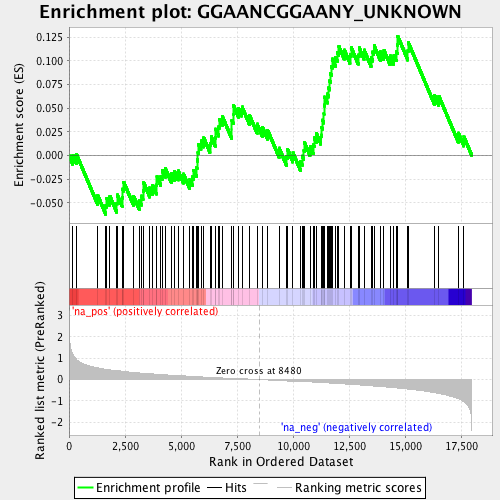 Enrichment plot: GGAANCGGAANY_UNKNOWN
Enrichment score (ES)
0.125
0.100
0.075
0.050
0.025
0.000
-0.025
-0.050
'na_pos' (positively correlated)
Ranked list metric (PreRanked)
3
2
1
0
-1
-2
Zero cross at 8480
'na_neg' (negatively correlated)
0
2,500
5,000
7,500
10,000
12,500
15,000
17,500
Rank in Ordered Dataset
Enrichment profile
Hits
Ranking metric scores